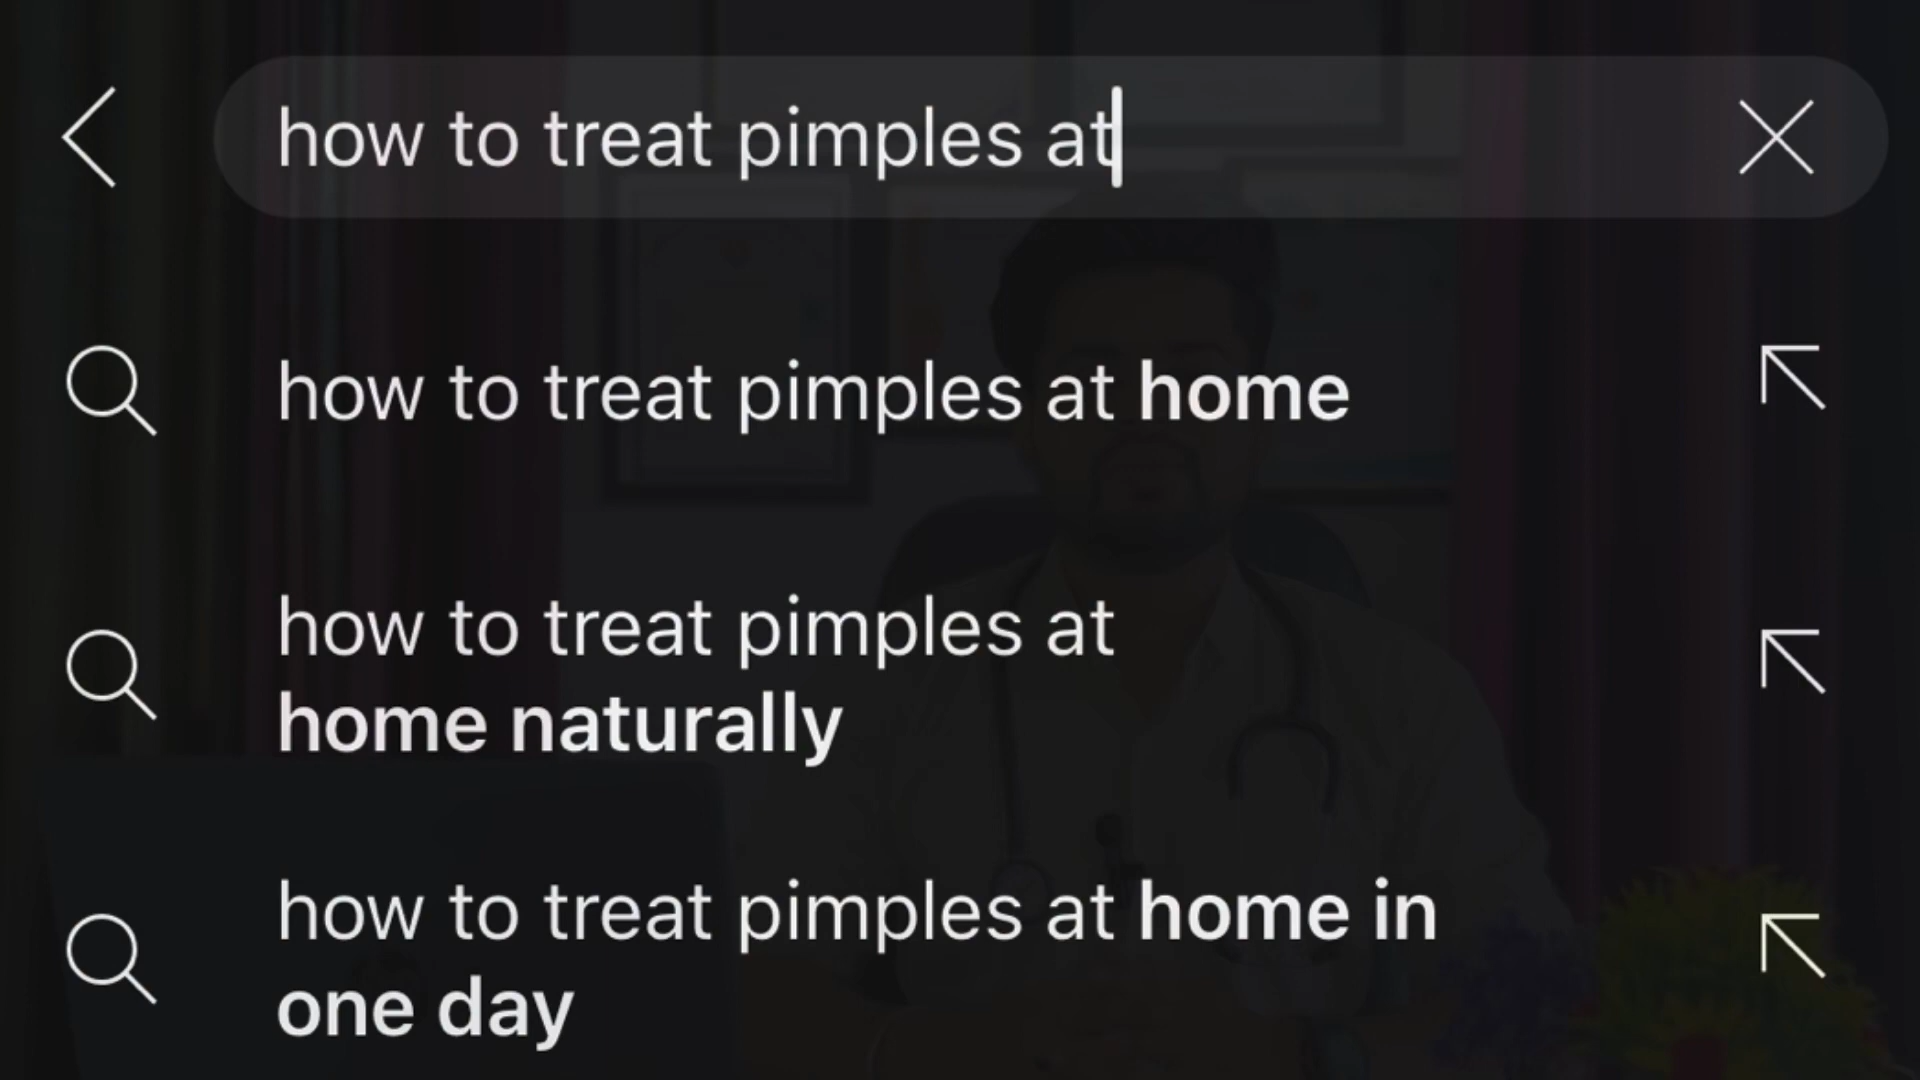 how to treat pimples at
how to treat pimples at home
how to treat pimples at
home naturally
how to treat pimples at home in
one day